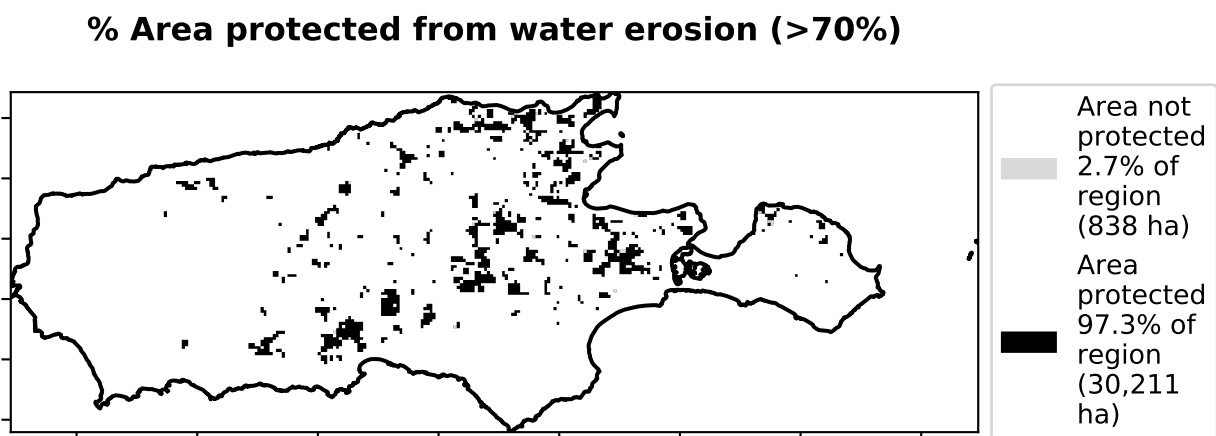 % Area protected from water erosion (>70%)
Area not
protected
2.7% of
region
(838 ha)
Area
protected
97.3% of
region
(30,211
ha)